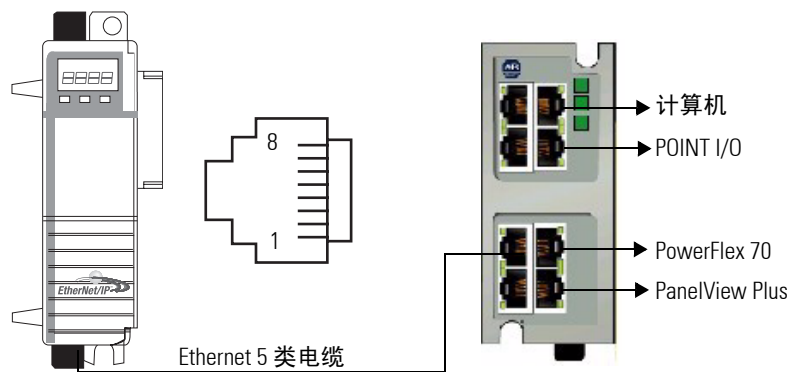 计算机
8
POINT I/O
1
PowerFlex 70
EtherNet/IP
PanelView Plus
Ethernet 5 类电缆